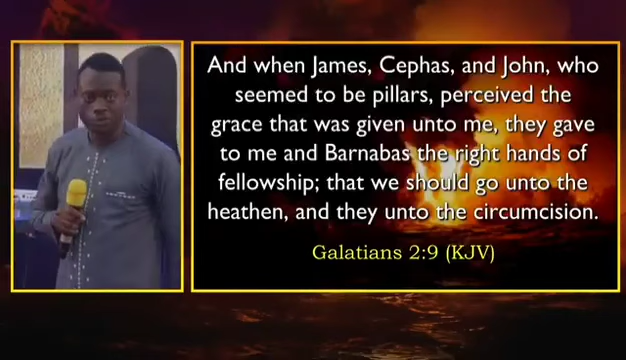 And when James, Cephas, and John, who
seemed to be pillars, perceived the
grace that was given unto me, they gave
to me and Barnabas the right hands of
fellowship; that we should go unto the
heathen, and they unto the circumcision.
Galatians 2:9 (KJV)